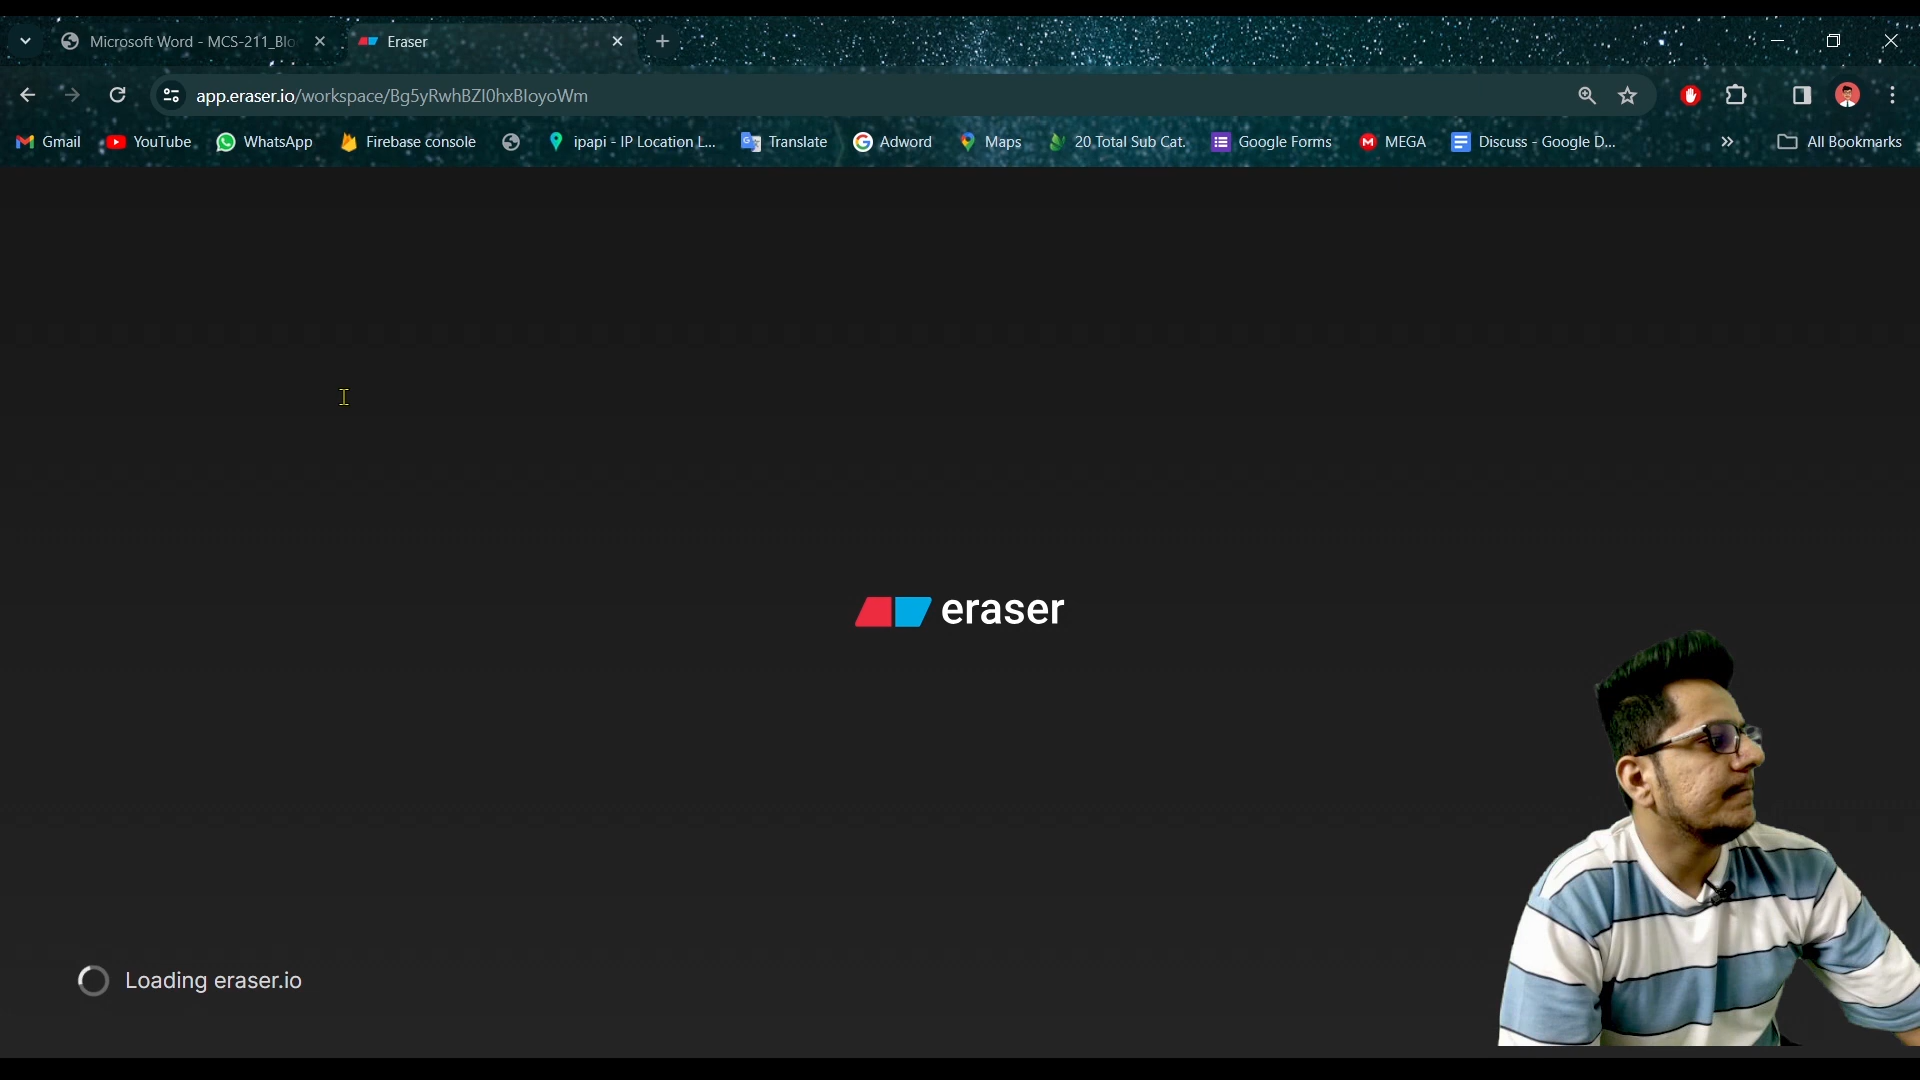 Microsoft Word - MCS-211_Blo
Eraser
app.eraser.io/workspace/Bg5yRwhBZI0hxBIoyoWm
Gmail YouTube WhatsApp Firebase console ipapi - IP Location L... Translate Adword Maps 20 Total Sub Cat. Google Forms MEGA Discuss - Google D... » All Bookmarks
eraser
Loading eraser.io